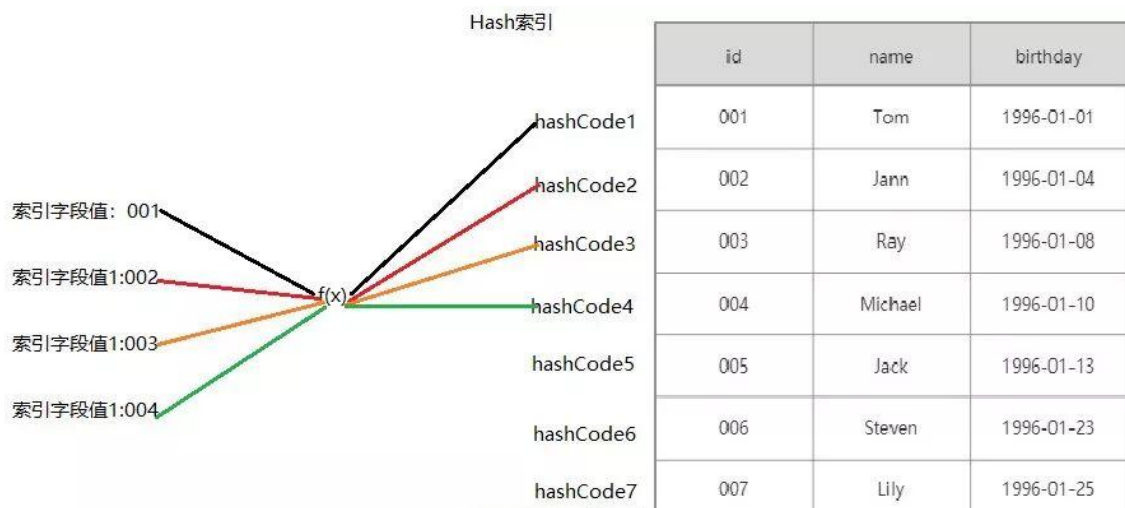 Hash索引
id name birthday
hashCode1 001 Tom 1996-01-01
hashCode2 002 Jann 1996-01-04
索引字段值：001
hashCode3 003 Ray 1996-01-08
索引字段值1:002
f(x)
hashCode4 004 Michael 1996-01-10
索引字段值1:003
hashCode5 005 Jack 1996-01-13
索引字段值1:004
hashCode6 006 Steven 1996-01-23
hashCode7 007 Lily 1996-01-25